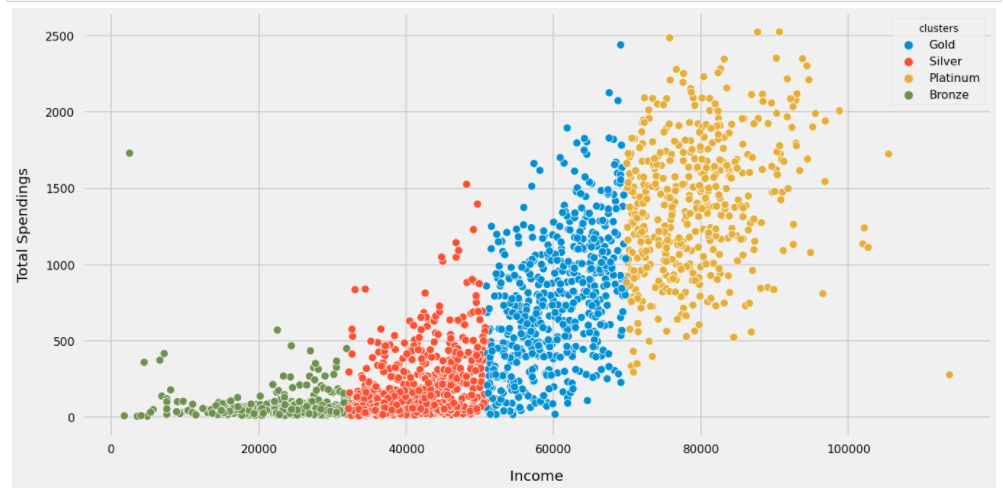 clusters
Gold
Silver
Platinum
Bronze
Total Spendings
2500
2000
1500
1000
500
0
0 20000 40000 60000 80000 100000
Income